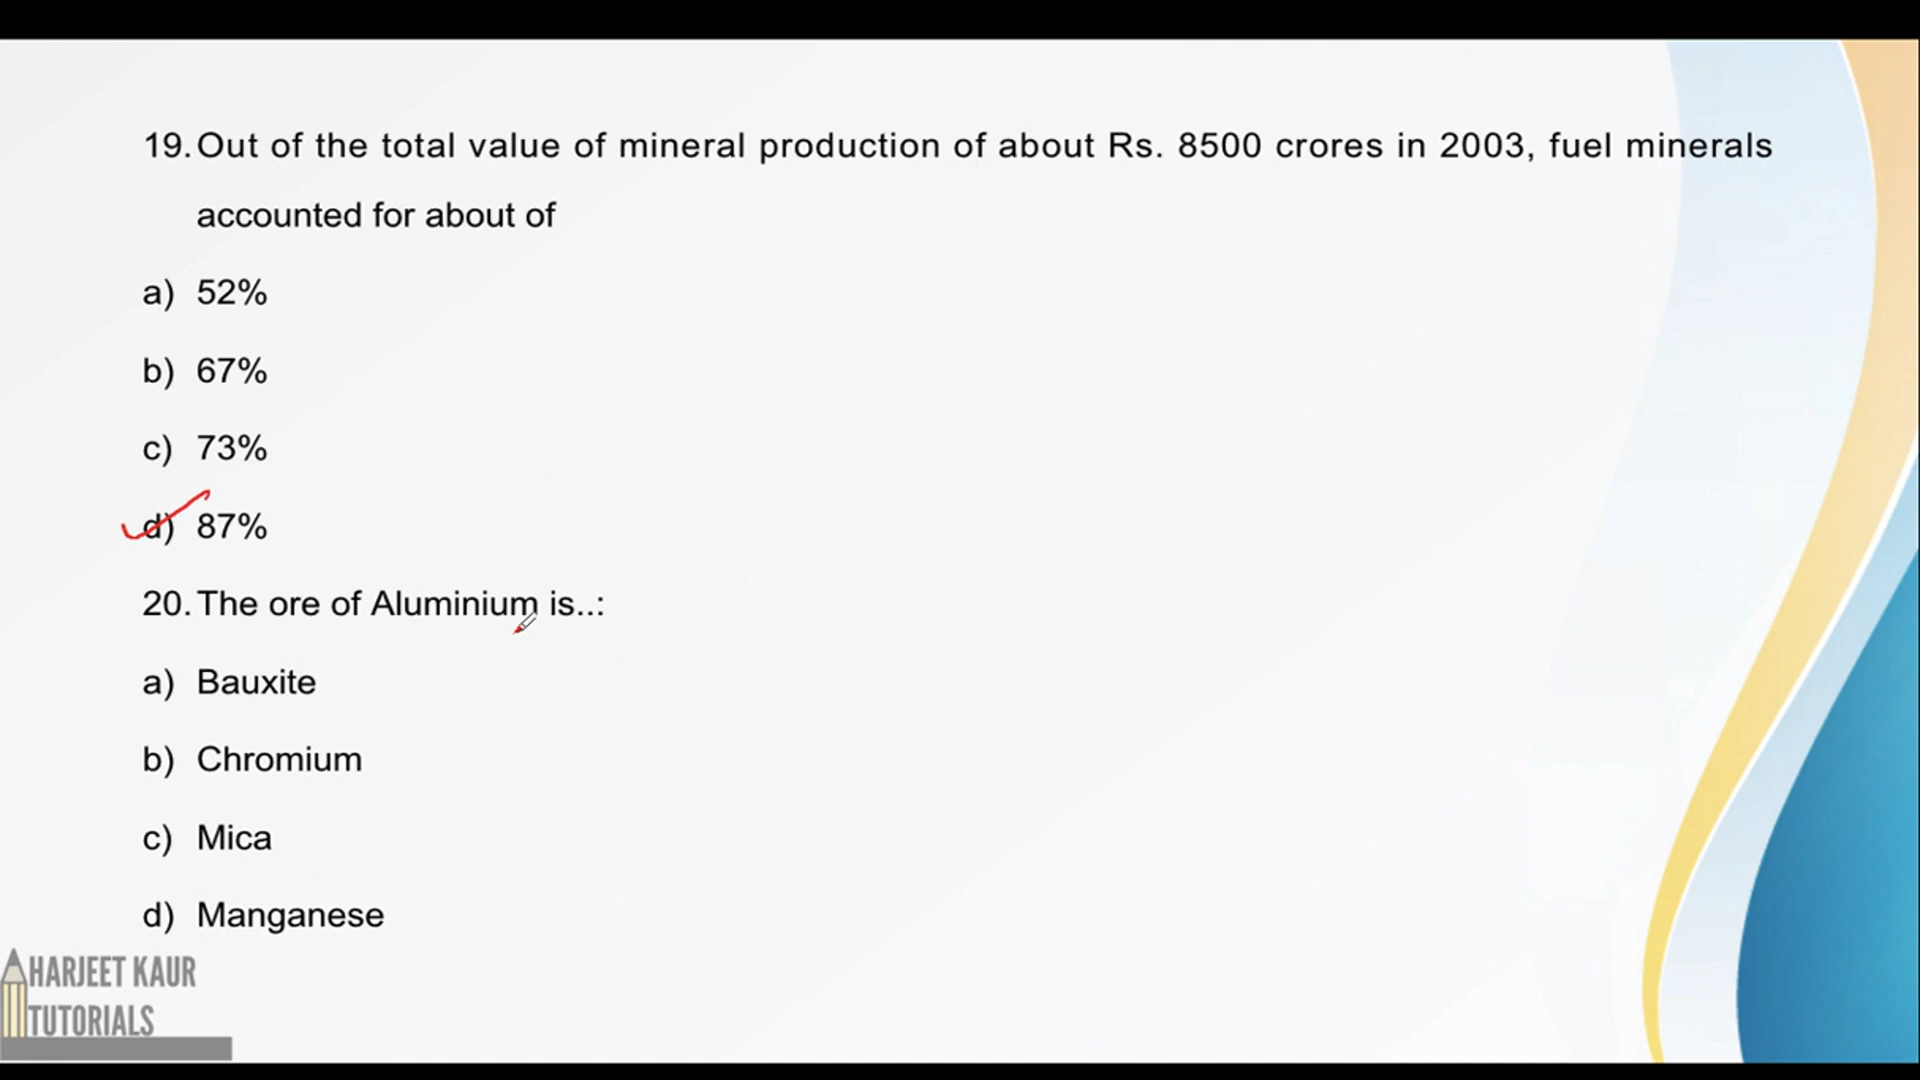 19. Out of the total value of mineral production of about Rs. 8500 crores in 2003, fuel minerals
accounted for about of
a) 52%
b) 67%
c) 73%
d) 87%
20. The ore of Aluminium is..:
a) Bauxite
b) Chromium
c) Mica
d) Manganese
HARJEET KAUR
TUTORIALS